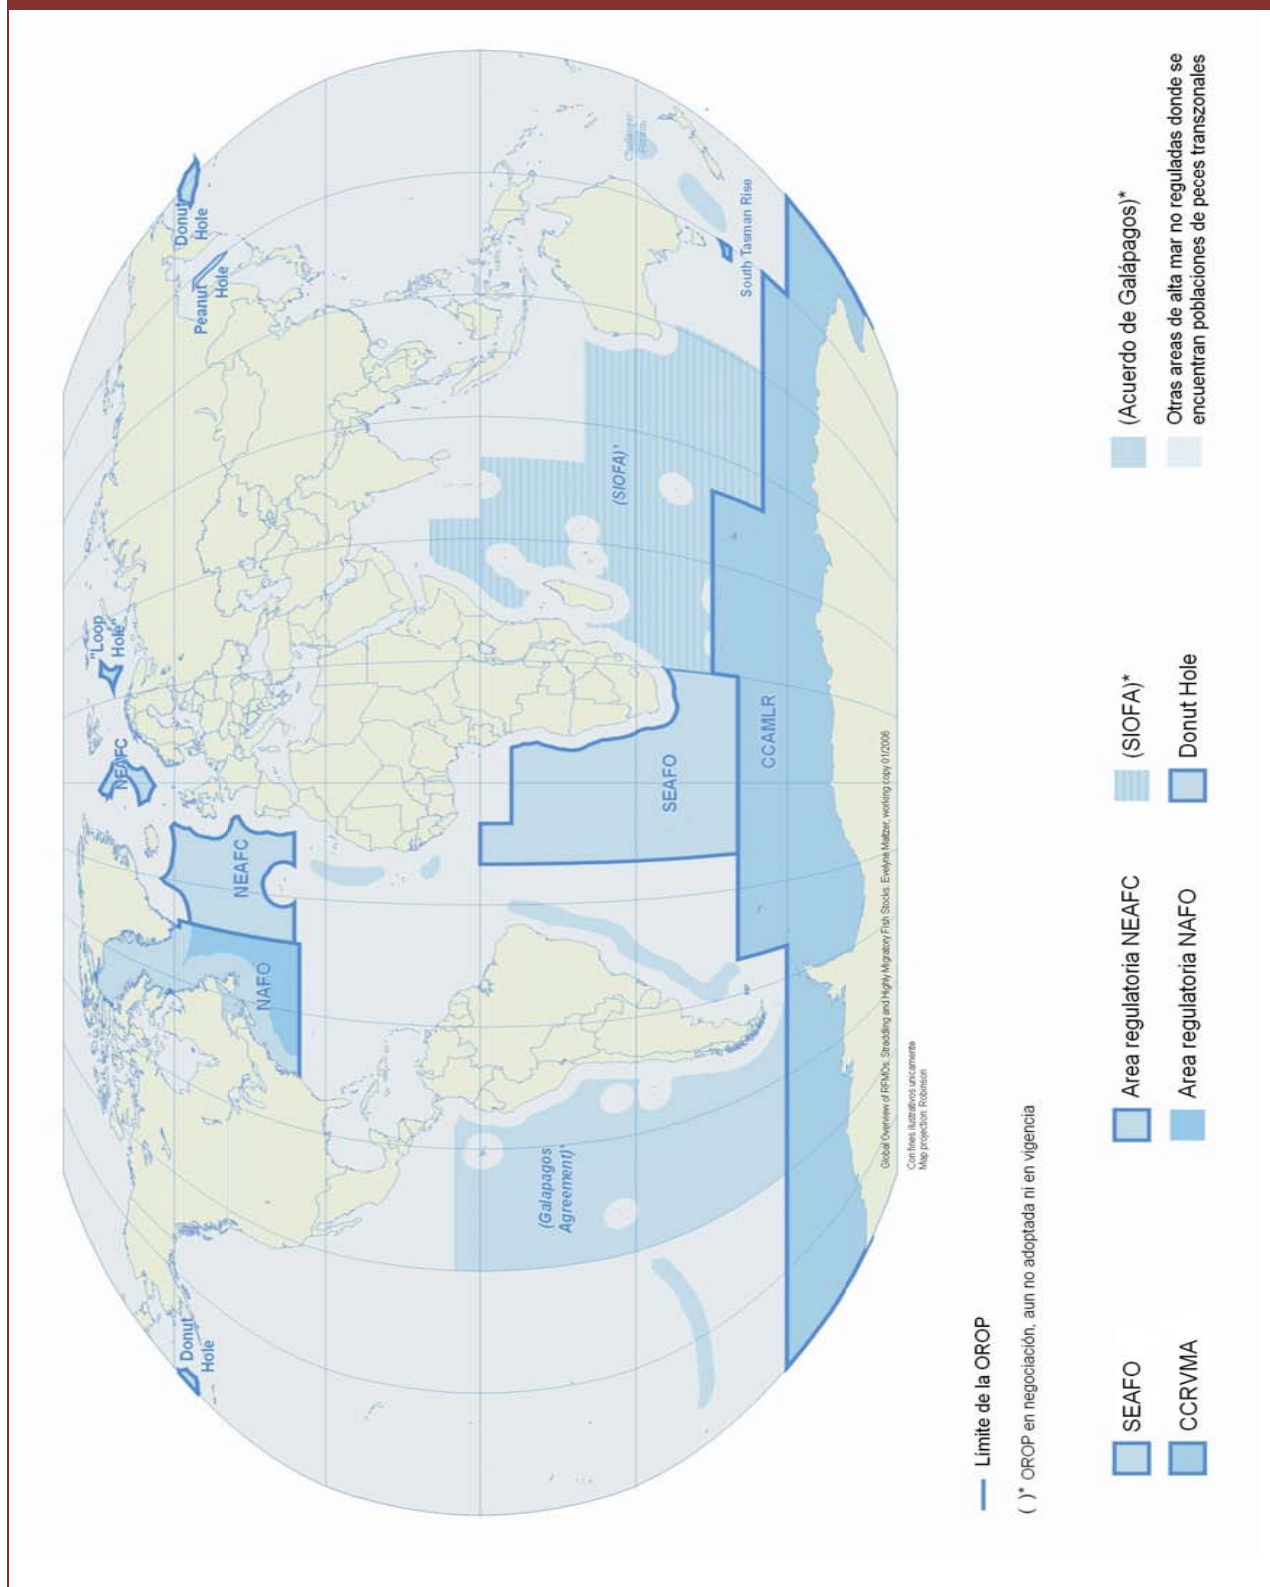 "Loop
Hole"
NEAFC
Donut
Hole
Peanut
Hole
Donut
Hole
NEAFC
NAFO
(Galapagos
Agreement)*
(SIOFA)*
SEAFO
South Tasman Rise
CCAMLR
Global Overview of RFMOs: Straddling and Highly Migratory Fish Stocks. Evelyne Meltzer, working copy 01/2006
Con fines ilustrativos unicamente
Map projection: Robinson
Límite de la OROP
( )* OROP en negociación, aun no adoptada ni en vigencia
SEAFO
Area regulatoria NEAFC
(SIOFA)*
(Acuerdo de Galápagos)*
CCRVMA
Area regulatoria NAFO
Donut Hole
Otras areas de alta mar no reguladas donde se
encuentran poblaciones de peces transzonales